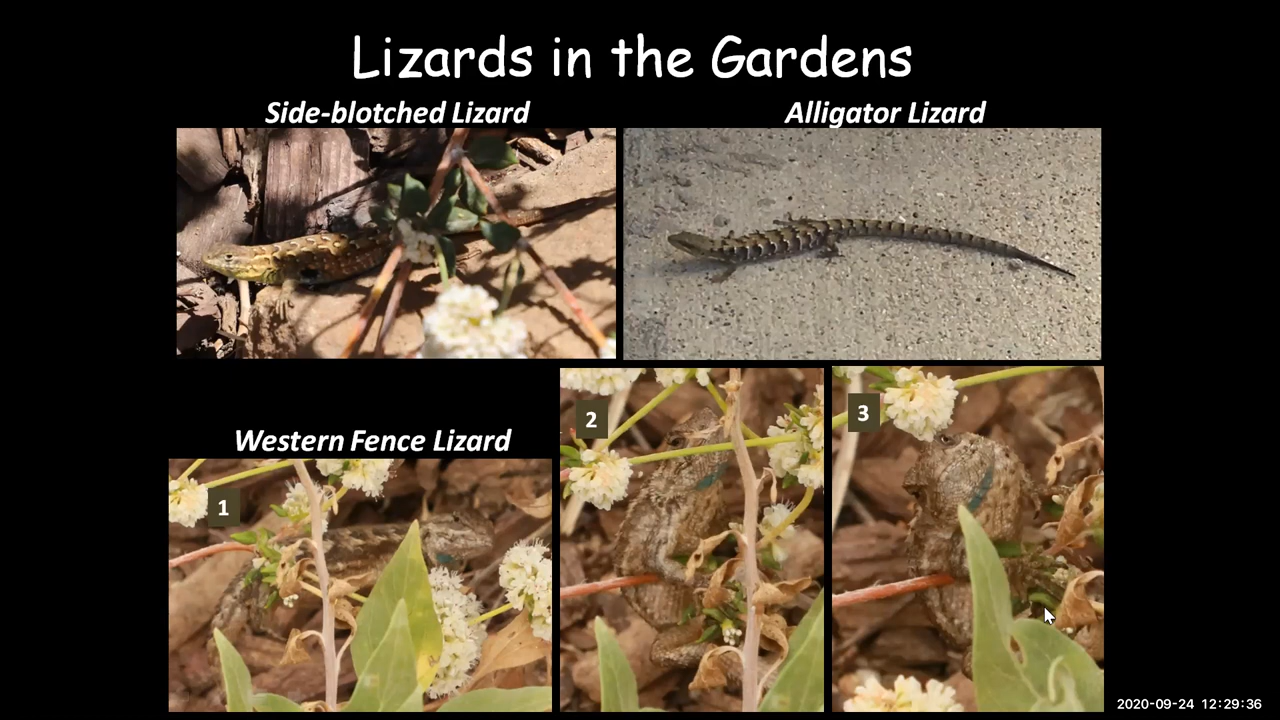 Lizards in the Gardens
Side-blotched Lizard
Alligator Lizard
Western Fence Lizard
1
2
3
2020-09-24 12:29:36